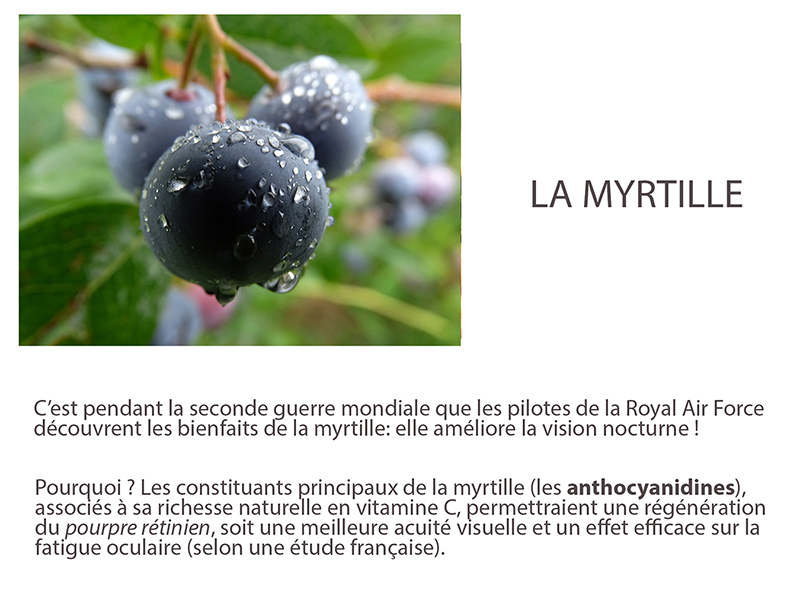 LA MYRTILLE
C’est pendant la seconde guerre mondiale que les pilotes de la Royal Air Force
découvrent les bienfaits de la myrtille: elle améliore la vision nocturne !
Pourquoi ? Les constituants principaux de la myrtille (les anthocyanidines),
associés à sa richesse naturelle en vitamine C, permettraient une régénération
du pourpre rétinien, soit une meilleure acuité visuelle et un effet efficace sur la
fatigue oculaire (selon une étude française).